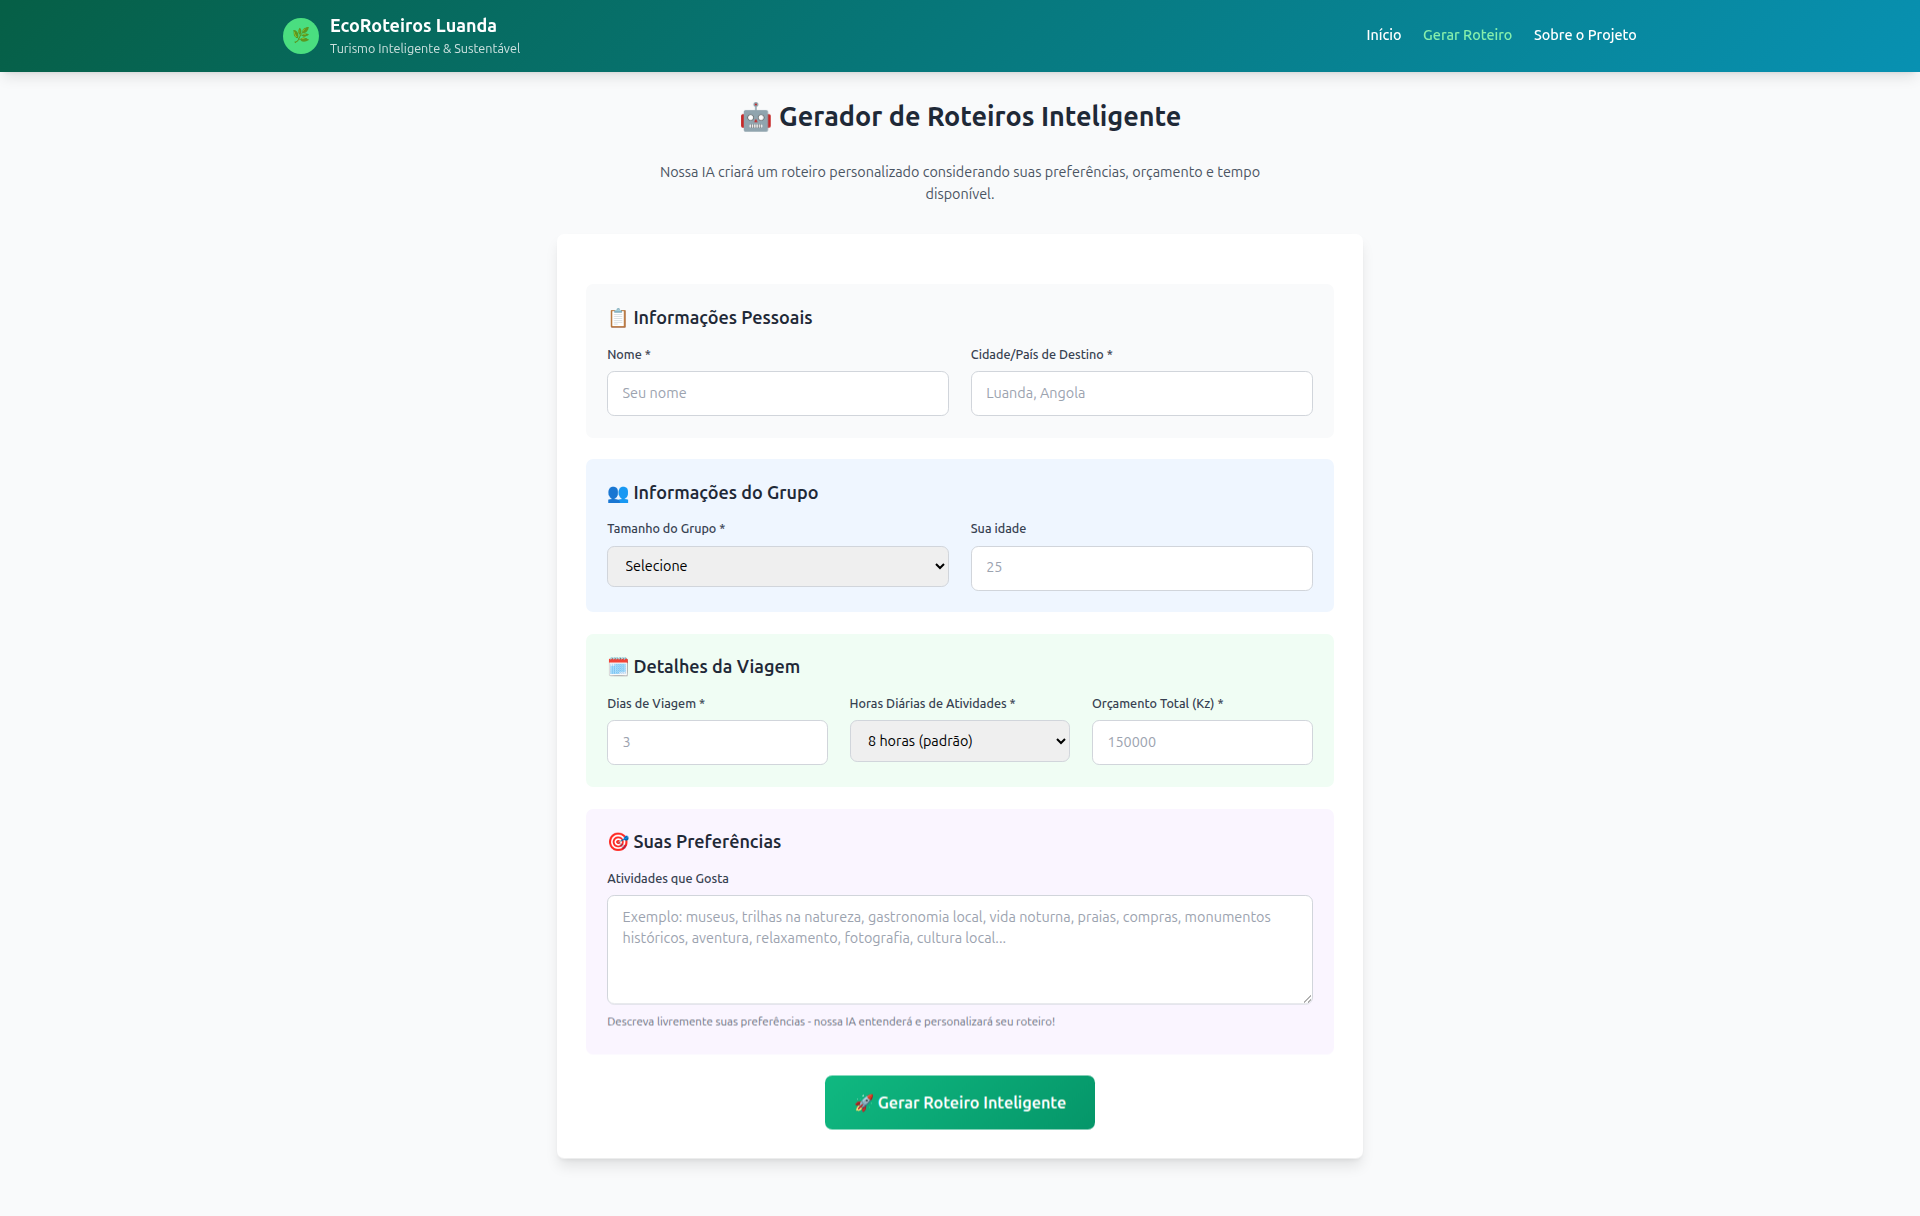 EcoRoteiros Luanda
Turismo Inteligente & Sustentável
Início
Gerar Roteiro
Sobre o Projeto
Gerador de Roteiros Inteligente
Nossa IA criará um roteiro personalizado considerando suas preferências, orçamento e tempo
disponível.
Informações Pessoais
Nome *
Cidade/País de Destino *
Seu nome
Luanda, Angola
Informações do Grupo
Tamanho do Grupo *
Sua idade
Selecione
25
Detalhes da Viagem
Dias de Viagem *
Horas Diárias de Atividades *
Orçamento Total (Kz) *
3
8 horas (padrão)
150000
Suas Preferências
Atividades que Gosta
Exemplo: museus, trilhas na natureza, gastronomia local, vida noturna, praias, compras, monumentos
históricos, aventura, relaxamento, fotografia, cultura local...
Descreva livremente suas preferências - nossa IA entenderá e personalizará seu roteiro!
Gerar Roteiro Inteligente